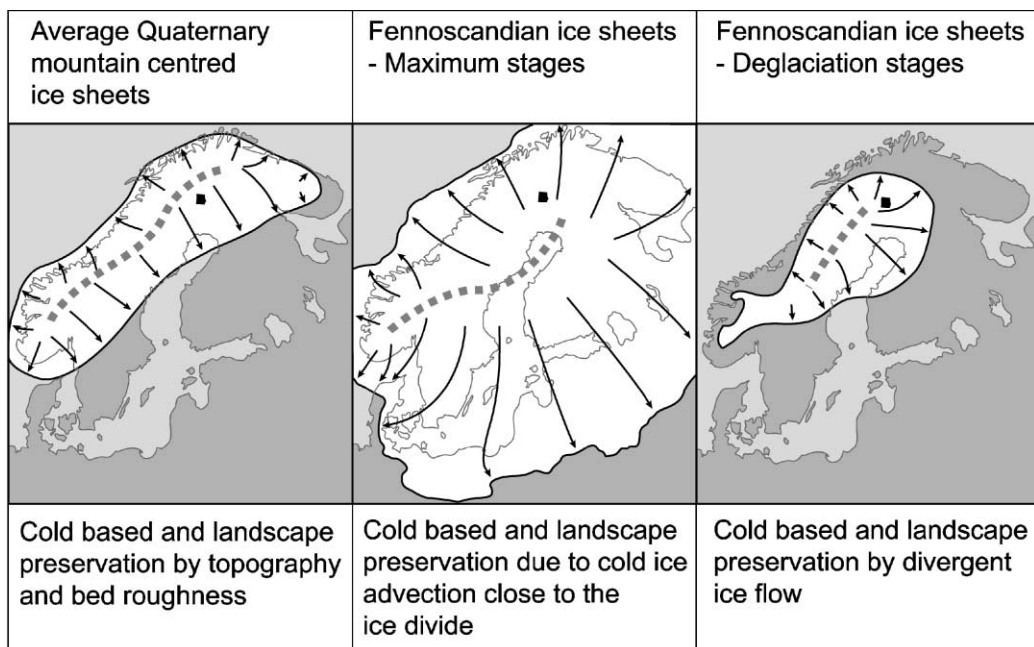 Average Quaternary
mountain centred
ice sheets
Fennoscandian ice sheets
- Maximum stages
Fennoscandian ice sheets
- Deglaciation stages
Cold based and landscape
preservation by topography
and bed roughness
Cold based and landscape
preservation due to cold ice
advection close to the
ice divide
Cold based and landscape
preservation by divergent
ice flow